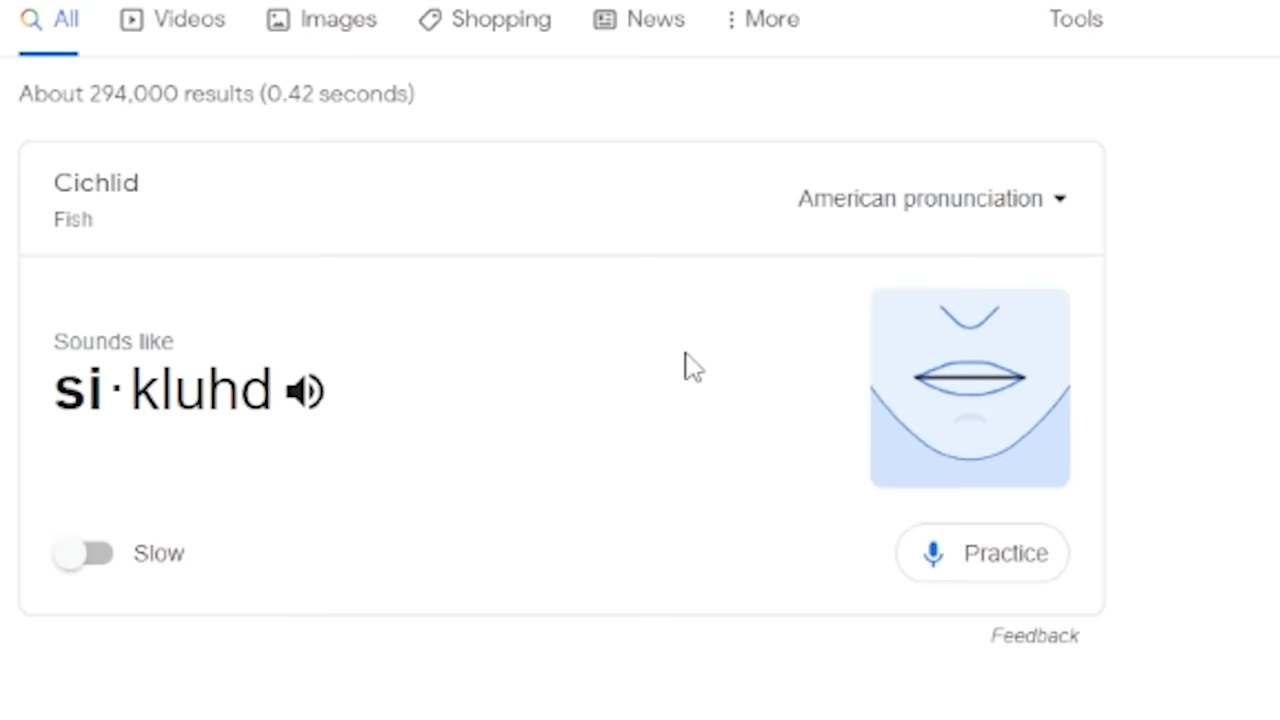 All Videos Images Shopping News More Tools
About 294,000 results (0.42 seconds)
Cichlid
Fish
American pronunciation
Sounds like
si·kluhd
Slow
Practice
Feedback